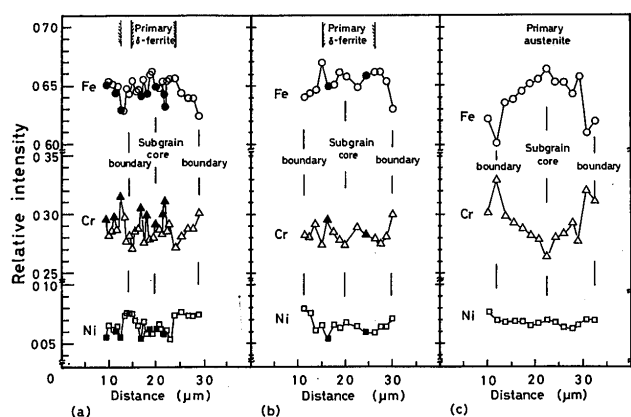 Primary
δ-ferrite
Primary
δ-ferrite
Primary
austenite
Relative intensity
0.70
0.65
0.60
0.35
0.30
0.25
0.10
0.05
0
Fe
Cr
Ni
Subgrain
core
boundary
boundary
Fe
Cr
Ni
Subgrain
core
boundary
boundary
Fe
Cr
Ni
Subgrain
core
boundary
boundary
10 20 30
Distance (μm)
(a)
10 20 30
Distance (μm)
(b)
10 20 30
Distance (μm)
(c)